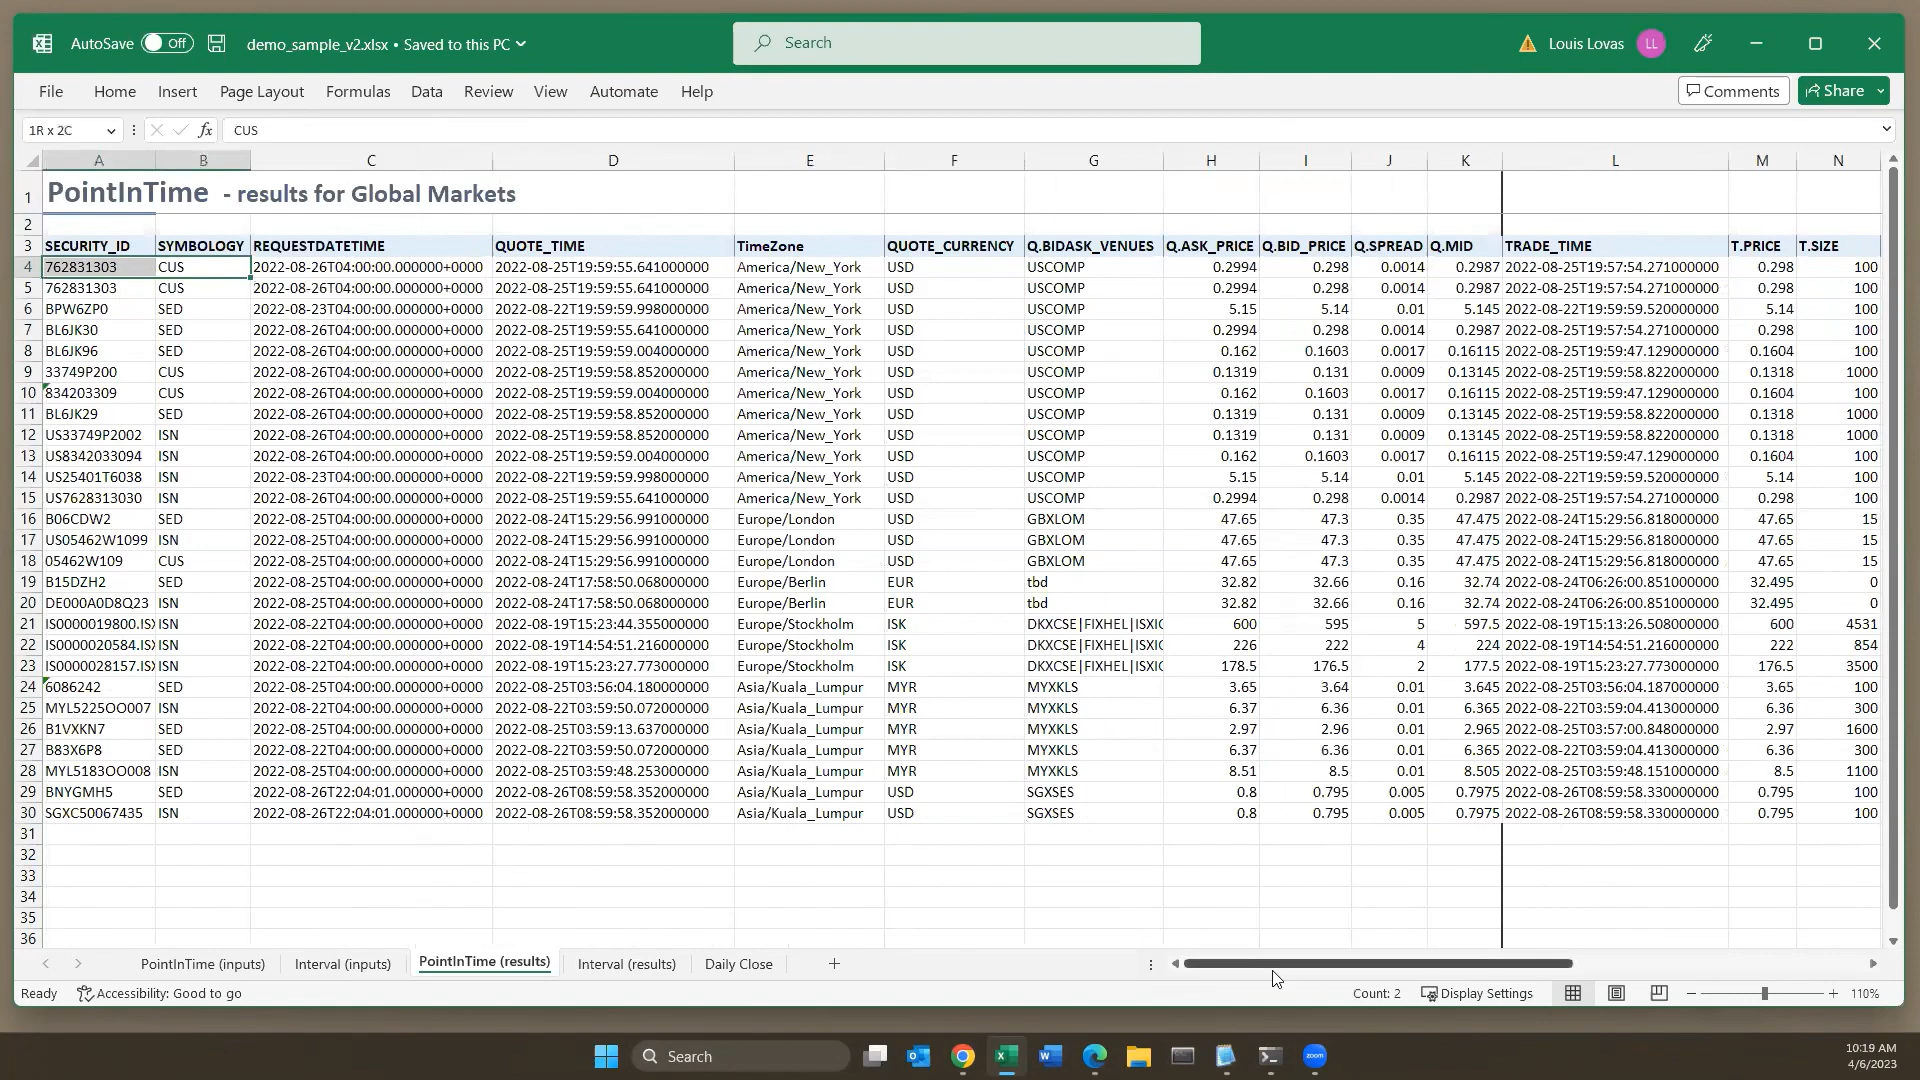 AutoSave Off demo_sample_v2.xlsx • Saved to this PC Search Louis Lovas LL
File Home Insert Page Layout Formulas Data Review View Automate Help Comments Share
1R x 2C fx CUS
A B C D E F G H I J K L M N
1 PointInTime - results for Global Markets
2
3 SECURITY_ID SYMBOLOGY REQUESTDATETIME QUOTE_TIME TimeZone QUOTE_CURRENCY Q.BIDASK_VENUES Q.ASK_PRICE Q.BID_PRICE Q.SPREAD Q.MID TRADE_TIME T.PRICE T.SIZE
4 762831303 CUS 2022-08-26T04:00:00.000000+0000 2022-08-25T19:59:55.641000000 America/New_York USD USCOMP 0.2994 0.298 0.0014 0.2987 2022-08-25T19:57:54.271000000 0.298 100
5 762831303 CUS 2022-08-26T04:00:00.000000+0000 2022-08-25T19:59:55.641000000 America/New_York USD USCOMP 0.2994 0.298 0.0014 0.2987 2022-08-25T19:57:54.271000000 0.298 100
6 BPW6ZP0 SED 2022-08-23T04:00:00.000000+0000 2022-08-22T19:59:59.998000000 America/New_York USD USCOMP 5.15 5.14 0.01 5.145 2022-08-22T19:59:59.520000000 5.14 100
7 BL6JK30 SED 2022-08-26T04:00:00.000000+0000 2022-08-25T19:59:55.641000000 America/New_York USD USCOMP 0.2994 0.298 0.0014 0.2987 2022-08-25T19:57:54.271000000 0.298 100
8 BL6JK96 SED 2022-08-26T04:00:00.000000+0000 2022-08-25T19:59:59.004000000 America/New_York USD USCOMP 0.162 0.1603 0.0017 0.16115 2022-08-25T19:59:47.129000000 0.1604 100
9 33749P200 CUS 2022-08-26T04:00:00.000000+0000 2022-08-25T19:59:58.852000000 America/New_York USD USCOMP 0.1319 0.131 0.0009 0.13145 2022-08-25T19:59:58.822000000 0.1318 1000
10 834203309 CUS 2022-08-26T04:00:00.000000+0000 2022-08-25T19:59:59.004000000 America/New_York USD USCOMP 0.162 0.1603 0.0017 0.16115 2022-08-25T19:59:47.129000000 0.1604 100
11 BL6JK29 SED 2022-08-26T04:00:00.000000+0000 2022-08-25T19:59:58.852000000 America/New_York USD USCOMP 0.1319 0.131 0.0009 0.13145 2022-08-25T19:59:58.822000000 0.1318 1000
12 US33749P2002 ISN 2022-08-26T04:00:00.000000+0000 2022-08-25T19:59:58.852000000 America/New_York USD USCOMP 0.1319 0.131 0.0009 0.13145 2022-08-25T19:59:58.822000000 0.1318 1000
13 US8342033094 ISN 2022-08-26T04:00:00.000000+0000 2022-08-25T19:59:59.004000000 America/New_York USD USCOMP 0.162 0.1603 0.0017 0.16115 2022-08-25T19:59:47.129000000 0.1604 100
14 US25401T6038 ISN 2022-08-23T04:00:00.000000+0000 2022-08-22T19:59:59.998000000 America/New_York USD USCOMP 5.15 5.14 0.01 5.145 2022-08-22T19:59:59.520000000 5.14 100
15 US7628313030 ISN 2022-08-26T04:00:00.000000+0000 2022-08-25T19:59:55.641000000 America/New_York USD USCOMP 0.2994 0.298 0.0014 0.2987 2022-08-25T19:57:54.271000000 0.298 100
16 B06CDW2 SED 2022-08-25T04:00:00.000000+0000 2022-08-24T15:29:56.991000000 Europe/London USD GBXLOM 47.65 47.3 0.35 47.475 2022-08-24T15:29:56.818000000 47.65 15
17 US05462W1099 ISN 2022-08-25T04:00:00.000000+0000 2022-08-24T15:29:56.991000000 Europe/London USD GBXLOM 47.65 47.3 0.35 47.475 2022-08-24T15:29:56.818000000 47.65 15
18 05462W109 CUS 2022-08-25T04:00:00.000000+0000 2022-08-24T15:29:56.991000000 Europe/London USD GBXLOM 47.65 47.3 0.35 47.475 2022-08-24T15:29:56.818000000 47.65 15
19 B15DZH2 SED 2022-08-25T04:00:00.000000+0000 2022-08-24T17:58:50.068000000 Europe/Berlin EUR tbd 32.82 32.66 0.16 32.74 2022-08-24T06:26:00.851000000 32.495 0
20 DE000A0D8Q23 ISN 2022-08-25T04:00:00.000000+0000 2022-08-24T17:58:50.068000000 Europe/Berlin EUR tbd 32.82 32.66 0.16 32.74 2022-08-24T06:26:00.851000000 32.495 0
21 IS0000019800.ISX ISN 2022-08-22T04:00:00.000000+0000 2022-08-19T15:23:44.355000000 Europe/Stockholm ISK DKXCSE|FIXHEL|ISXIC 600 595 5 597.5 2022-08-19T15:13:26.508000000 600 4531
22 IS0000020584.ISX ISN 2022-08-22T04:00:00.000000+0000 2022-08-19T14:54:51.216000000 Europe/Stockholm ISK DKXCSE|FIXHEL|ISXIC 226 222 4 224 2022-08-19T14:54:51.216000000 222 854
23 IS0000028157.ISX ISN 2022-08-22T04:00:00.000000+0000 2022-08-19T15:23:27.773000000 Europe/Stockholm ISK DKXCSE|FIXHEL|ISXIC 178.5 176.5 2 177.5 2022-08-19T15:23:27.773000000 176.5 3500
24 6086242 SED 2022-08-25T04:00:00.000000+0000 2022-08-25T03:56:04.180000000 Asia/Kuala_Lumpur MYR MYXKLS 3.65 3.64 0.01 3.645 2022-08-25T03:56:04.187000000 3.65 100
25 MYL5225OO007 ISN 2022-08-22T04:00:00.000000+0000 2022-08-22T03:59:50.072000000 Asia/Kuala_Lumpur MYR MYXKLS 6.37 6.36 0.01 6.365 2022-08-22T03:59:04.413000000 6.36 300
26 B1VXKN7 SED 2022-08-25T04:00:00.000000+0000 2022-08-25T03:59:13.637000000 Asia/Kuala_Lumpur MYR MYXKLS 2.97 2.96 0.01 2.965 2022-08-25T03:57:00.848000000 2.97 1600
27 B83X6P8 SED 2022-08-22T04:00:00.000000+0000 2022-08-22T03:59:50.072000000 Asia/Kuala_Lumpur MYR MYXKLS 6.37 6.36 0.01 6.365 2022-08-22T03:59:04.413000000 6.36 300
28 MYL5183OO008 ISN 2022-08-25T04:00:00.000000+0000 2022-08-25T03:59:48.253000000 Asia/Kuala_Lumpur MYR MYXKLS 8.51 8.5 0.01 8.505 2022-08-25T03:59:48.151000000 8.5 1100
29 BNYGMH5 SED 2022-08-26T22:04:01.000000+0000 2022-08-26T08:59:58.352000000 Asia/Kuala_Lumpur USD SGXSES 0.8 0.795 0.005 0.7975 2022-08-26T08:59:58.330000000 0.795 100
30 SGXC50067435 ISN 2022-08-26T22:04:01.000000+0000 2022-08-26T08:59:58.352000000 Asia/Kuala_Lumpur USD SGXSES 0.8 0.795 0.005 0.7975 2022-08-26T08:59:58.330000000 0.795 100
31
32
33
34
35
36
PointInTime (inputs) Interval (inputs) PointInTime (results) Interval (results) Daily Close
Ready Accessibility: Good to go Count: 2 Display Settings 110%
Search zoom 10:19 AM
4/6/2023